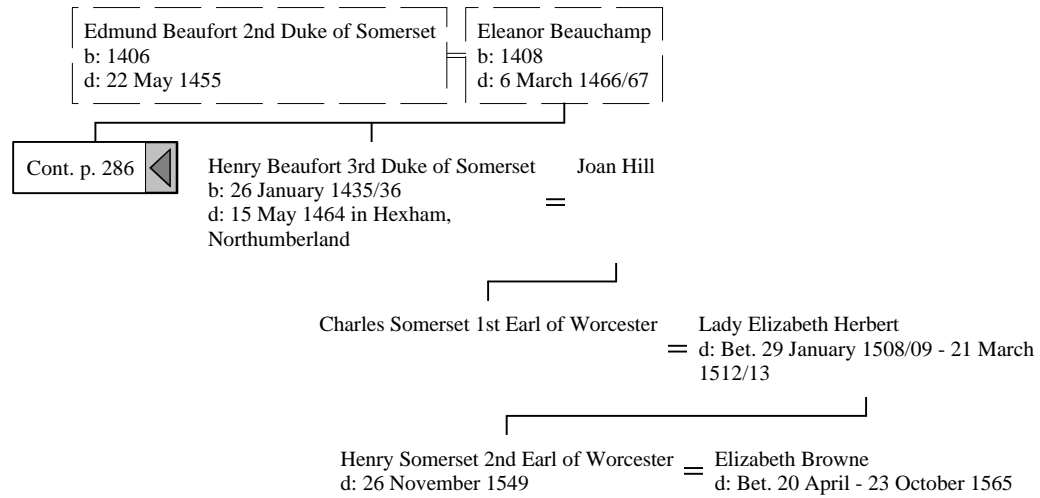 Edmund Beaufort 2nd Duke of Somerset
b: 1406
d: 22 May 1455
Eleanor Beauchamp
b: 1408
d: 6 March 1466/67
Cont. p. 286
Henry Beaufort 3rd Duke of Somerset
b: 26 January 1435/36
d: 15 May 1464 in Hexham,
Northumberland
=
Joan Hill
Charles Somerset 1st Earl of Worcester
=
Lady Elizabeth Herbert
d: Bet. 29 January 1508/09 - 21 March
1512/13
Henry Somerset 2nd Earl of Worcester
d: 26 November 1549
=
Elizabeth Browne
d: Bet. 20 April - 23 October 1565